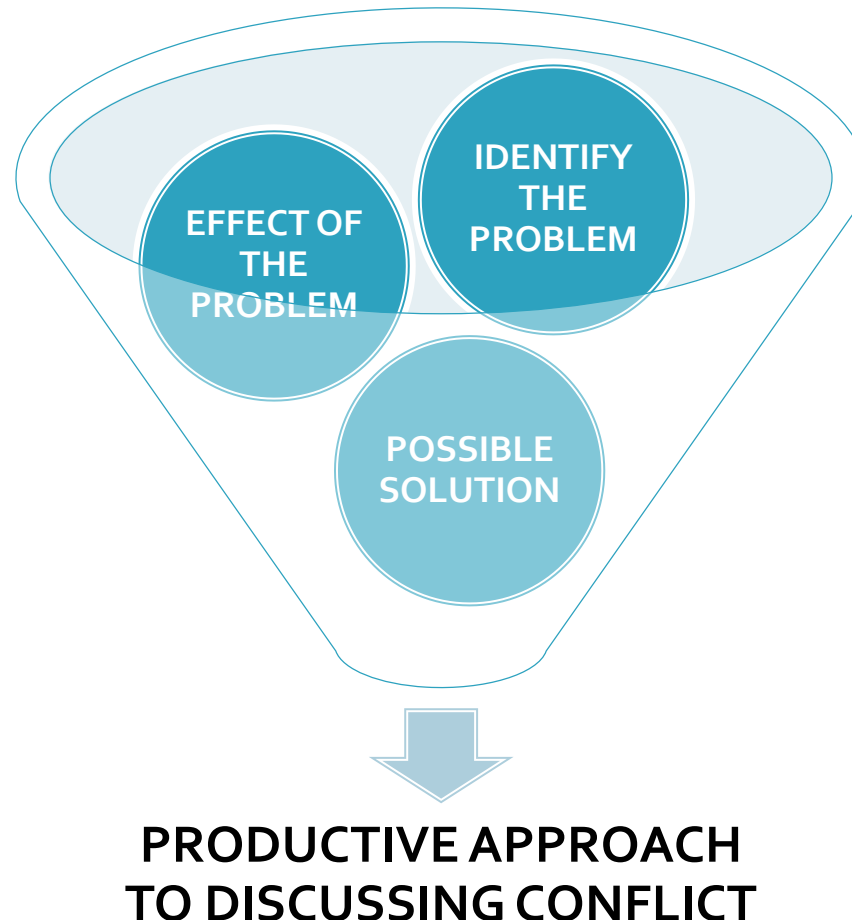 IDENTIFY
THE
PROBLEM
EFFECT OF
THE
PROBLEM
POSSIBLE
SOLUTION
PRODUCTIVE APPROACH
TO DISCUSSING CONFLICT